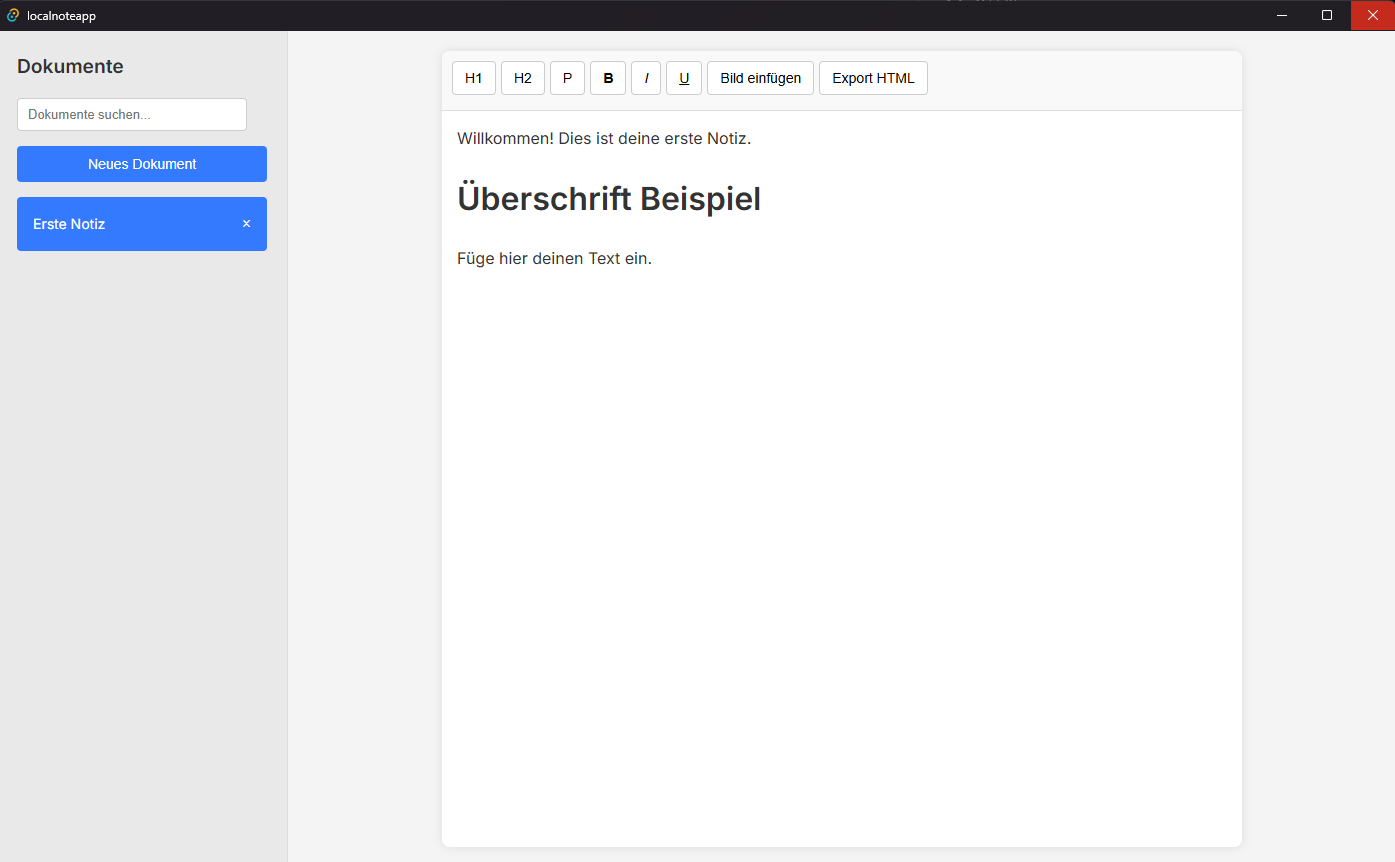 localnoteapp
Dokumente
Dokumente suchen...
Neues Dokument
Erste Notiz ×
H1 H2 P B I U Bild einfügen Export HTML
Willkommen! Dies ist deine erste Notiz.
Überschrift Beispiel
Füge hier deinen Text ein.